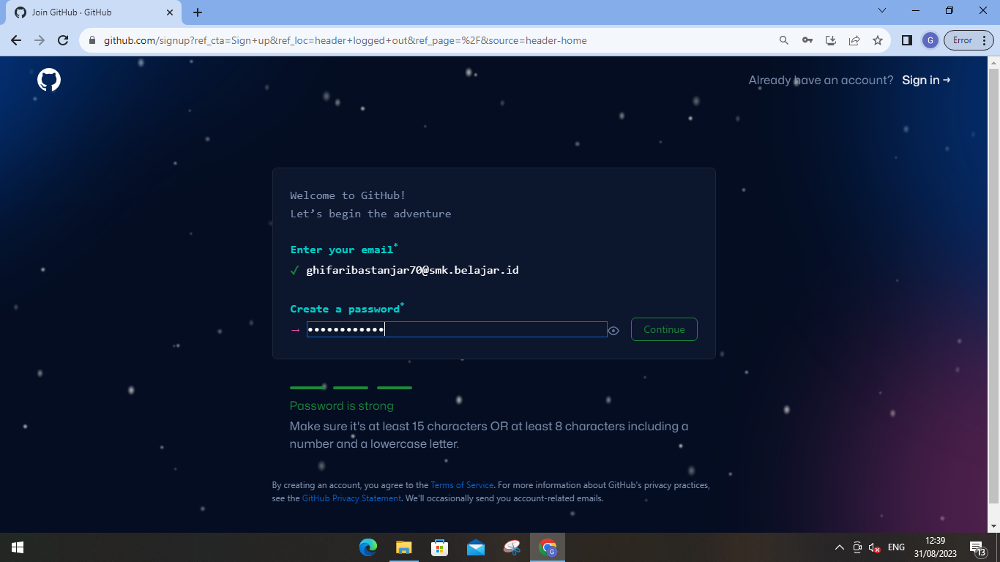 Join GitHub · GitHub
github.com/signup?ref_cta=Sign+up&ref_loc=header+logged+out&ref_page=%2F&source=header-home
G
Error
Already have an account? Sign in →
Welcome to GitHub!
Let's begin the adventure
Enter your email*
✓ ghifaribastanjar70@smk.belajar.id
Create a password*
→ ••••••••••••
Continue
Password is strong
Make sure it's at least 15 characters OR at least 8 characters including a
number and a lowercase letter.
By creating an account, you agree to the Terms of Service. For more information about GitHub's privacy practices,
see the GitHub Privacy Statement. We'll occasionally send you account-related emails.
G
ENG
12:39
31/08/2023
13